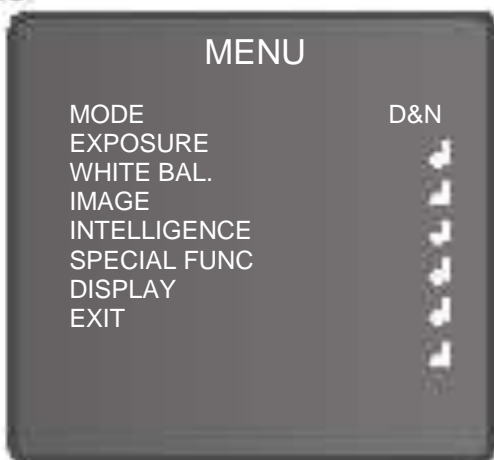 MENU
MODE D&N
EXPOSURE
WHITE BAL.
IMAGE
INTELLIGENCE
SPECIAL FUNC
DISPLAY
EXIT